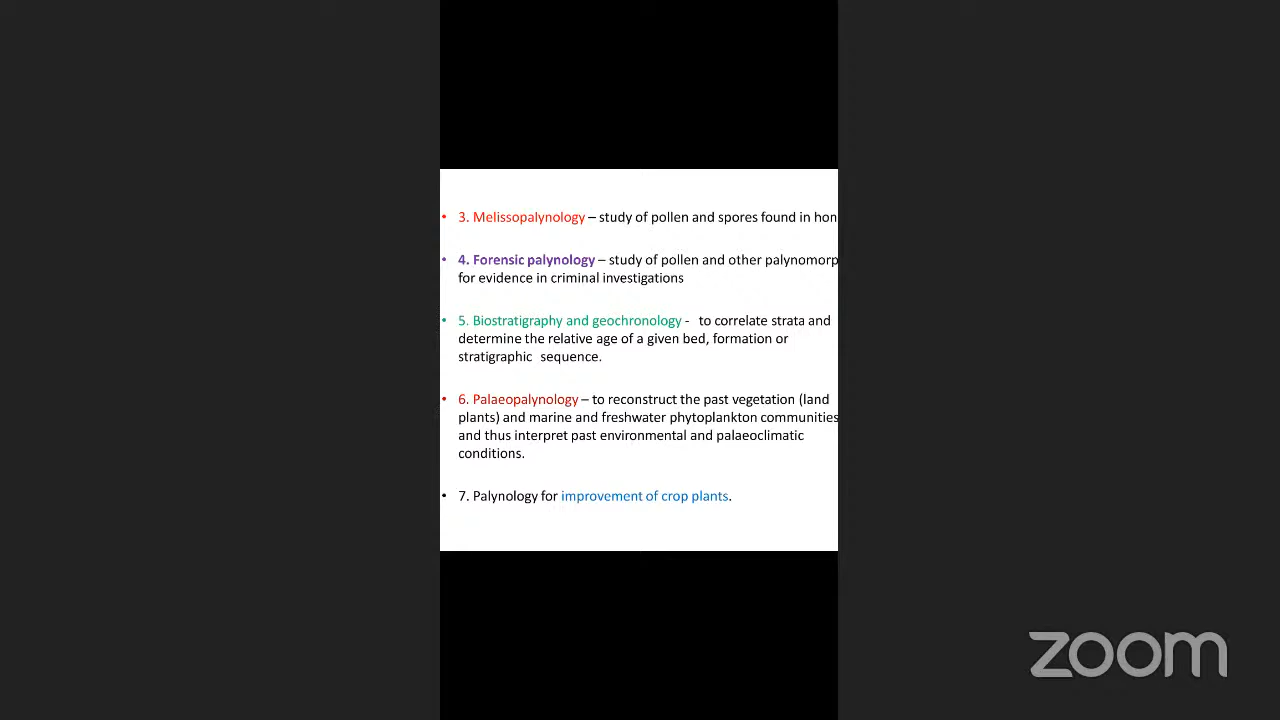 • 3. Melissopalynology – study of pollen and spores found in hon
• 4. Forensic palynology – study of pollen and other palynomorp
for evidence in criminal investigations
• 5. Biostratigraphy and geochronology - to correlate strata and
determine the relative age of a given bed, formation or
stratigraphic sequence.
• 6. Palaeopalynology – to reconstruct the past vegetation (land
plants) and marine and freshwater phytoplankton communities
and thus interpret past environmental and palaeoclimatic
conditions.
• 7. Palynology for improvement of crop plants.
zoom